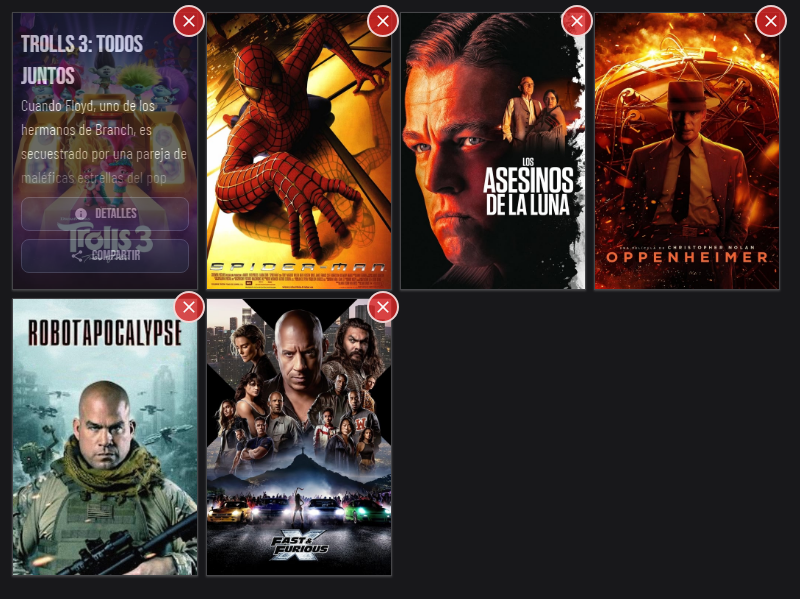 TROLLS 3: TODOS
JUNTOS
Cuando Floyd, uno de los
hermanos de Branch, es
secuestrado por una pareja de
maléficas estrellas del pop
DETALLES
Trolls 3
COMPARTIR
SPIDER-MAN
LOS
ASESINOS
DE LA LUNA
UNA PELÍCULA DE CHRISTOPHER NOLAN
OPPENHEIMER
ROBOTAPOCALYPSE
FAST &
FURIOUS
X